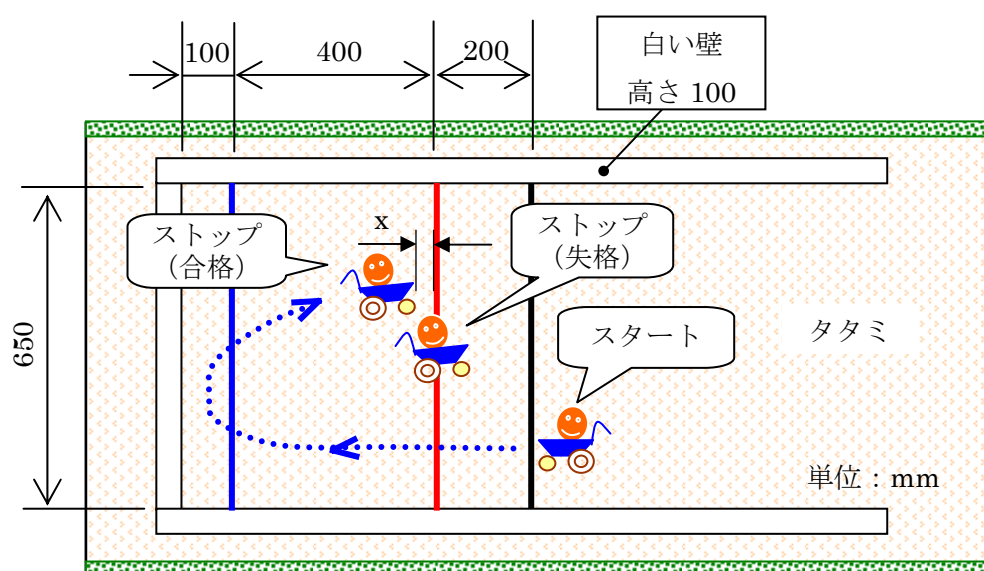 100
400
200
白い壁
高さ 100
ストップ
（合格）
x
ストップ
（失格）
スタート
タタミ
650
単位：mm